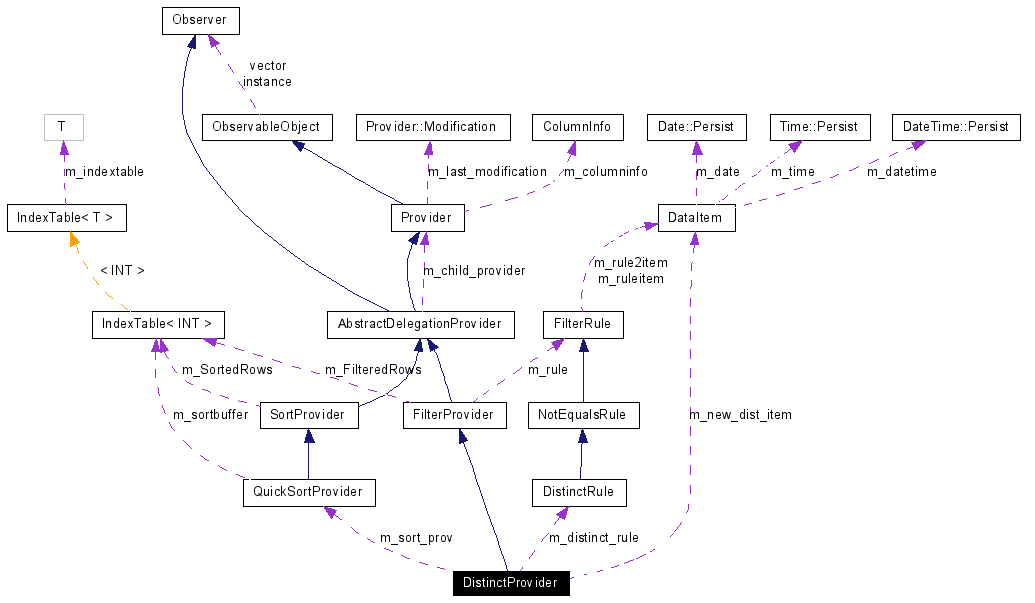 Observer
vector
instance
T
ObservableObject
Provider::Modification
ColumnInfo
Date::Persist
Time::Persist
DateTime::Persist
m_indextable
m_last_modification
m_columninfo
m_date
m_time
m_datetime
IndexTable< T >
Provider
DataItem
< INT >
m_child_provider
m_rule2item
m_ruleitem
IndexTable< INT >
AbstractDelegationProvider
FilterRule
m_SortedRows
m_FilteredRows
m_rule
m_sortbuffer
SortProvider
FilterProvider
NotEqualsRule
m_new_dist_item
QuickSortProvider
DistinctRule
m_sort_prov
m_distinct_rule
DistinctProvider